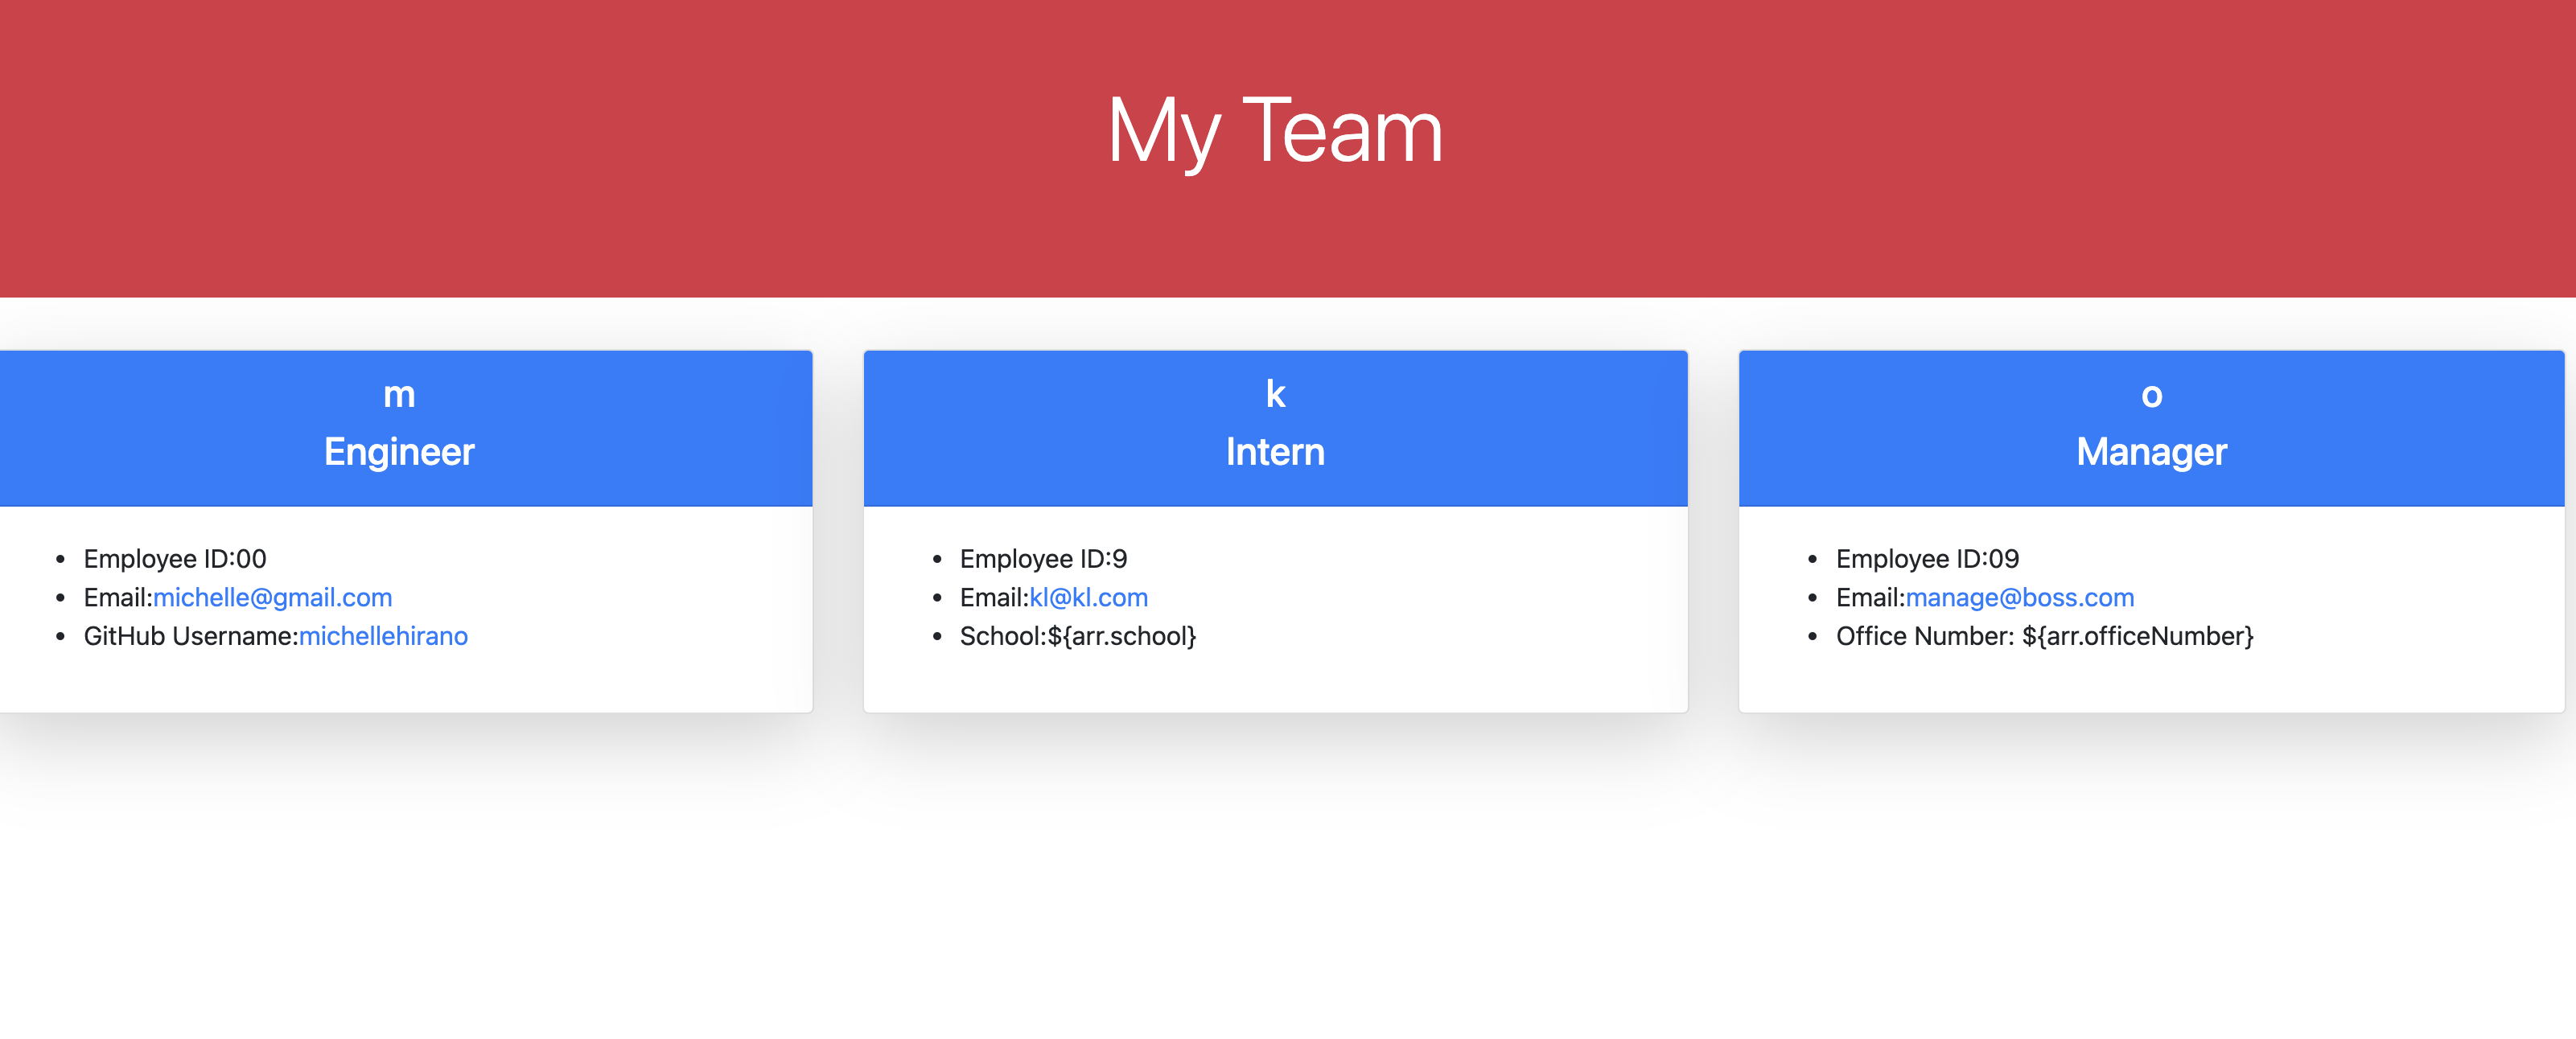 My Team
m
Engineer
• Employee ID:00
• Email:michelle@gmail.com
• GitHub Username:michellehirano
k
Intern
• Employee ID:9
• Email:kl@kl.com
• School:${arr.school}
o
Manager
• Employee ID:09
• Email:manage@boss.com
• Office Number: ${arr.officeNumber}